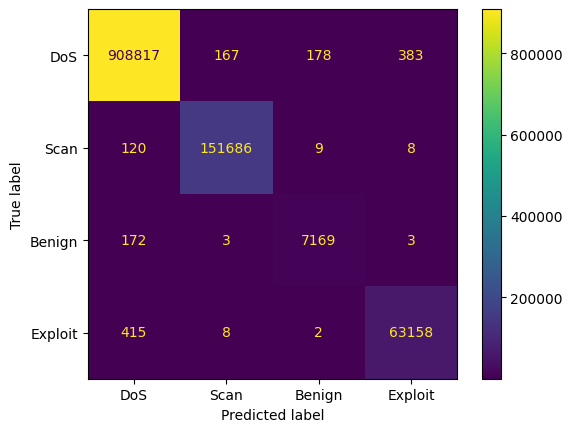 DoS 908817 167 178 383
Scan 120 151686 9 8
Benign 172 3 7169 3
Exploit 415 8 2 63158
DoS Scan Benign Exploit
Predicted label
True label
800000
600000
400000
200000